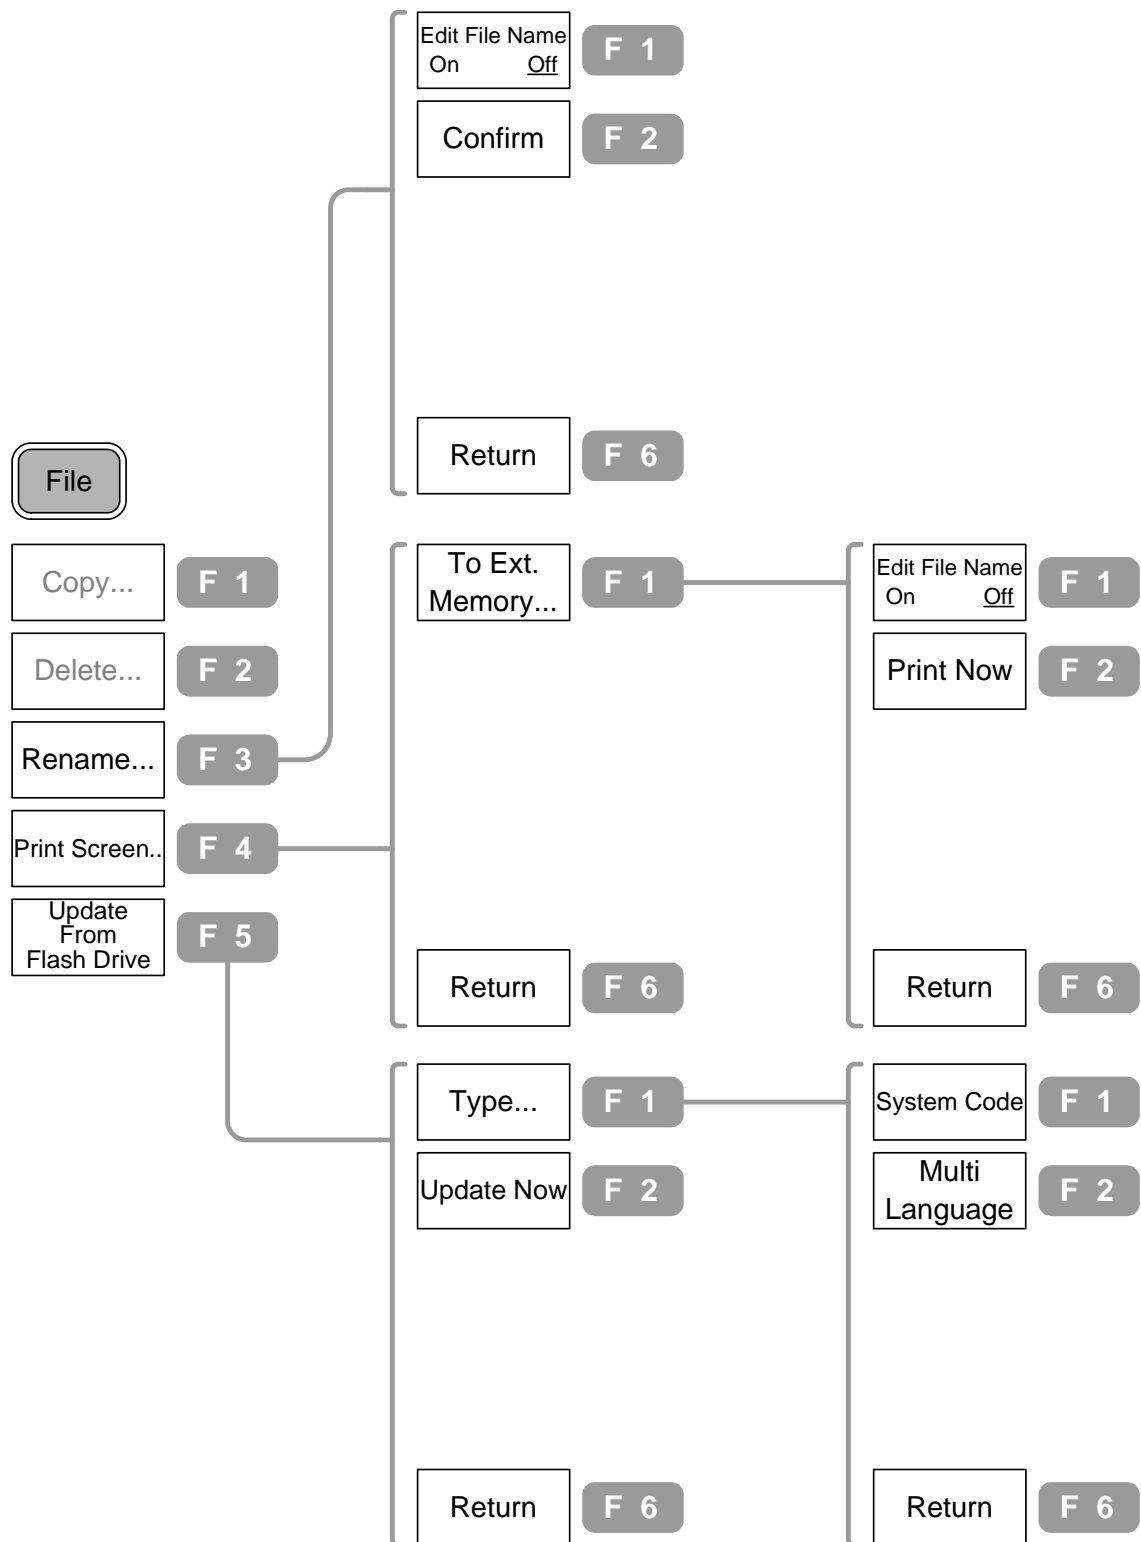 Edit File Name F 1
On Off
Confirm F 2
Return F 6
File
Copy... F 1
Delete... F 2
Rename... F 3
Print Screen.. F 4
Update
From
Flash Drive F 5
To Ext.
Memory... F 1
Return F 6
Edit File Name F 1
On Off
Print Now F 2
Return F 6
Type... F 1
Update Now F 2
Return F 6
System Code F 1
Multi
Language F 2
Return F 6